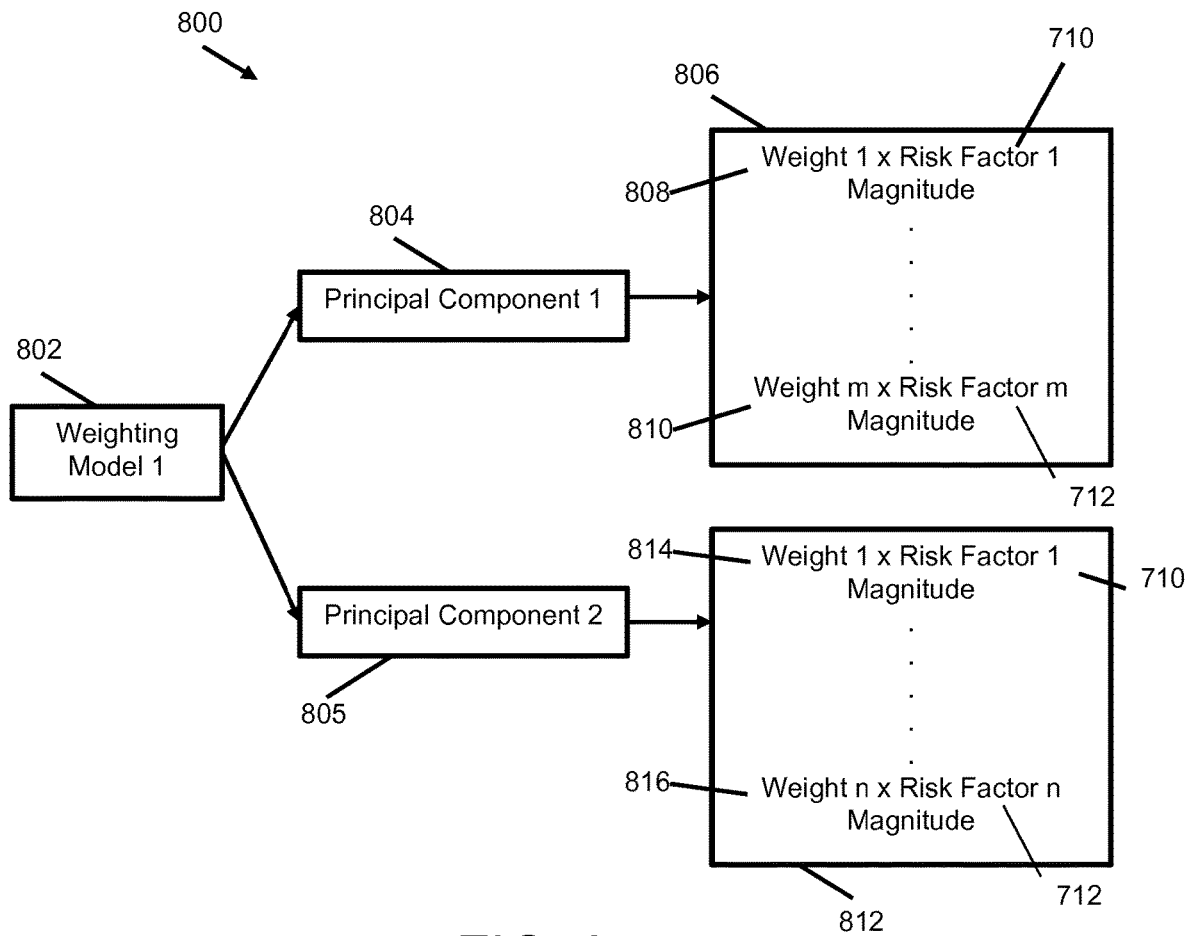 800
710
806
Weight 1 x Risk Factor 1
808
Magnitude
804
Principal Component 1
802
Weighting
Model 1
Weight m x Risk Factor m
810
Magnitude
712
814
Weight 1 x Risk Factor 1
710
Magnitude
Principal Component 2
805
816
Weight n x Risk Factor n
Magnitude
712
812